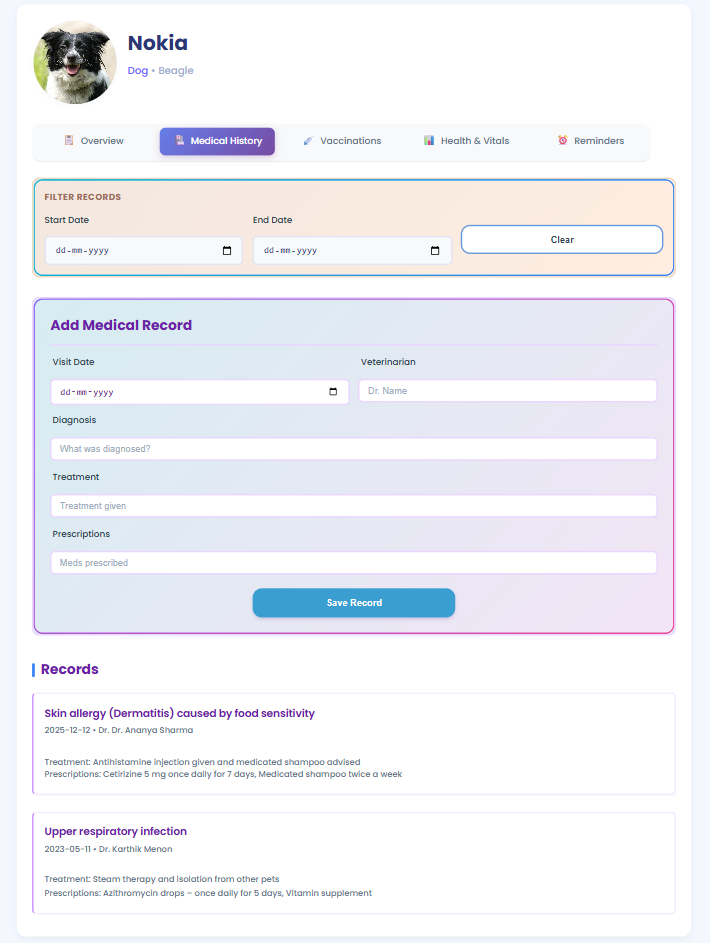 Nokia
Dog • Beagle
Overview
Medical History
Vaccinations
Health & Vitals
Reminders
FILTER RECORDS
Start Date
End Date
dd-mm-yyyy
dd-mm-yyyy
Clear
Add Medical Record
Visit Date
Veterinarian
dd-mm-yyyy
Dr. Name
Diagnosis
What was diagnosed?
Treatment
Treatment given
Prescriptions
Meds prescribed
Save Record
Records
Skin allergy (Dermatitis) caused by food sensitivity
2025-12-12 • Dr. Dr. Ananya Sharma
Treatment: Antihistamine injection given and medicated shampoo advised
Prescriptions: Cetirizine 5 mg once daily for 7 days, Medicated shampoo twice a week
Upper respiratory infection
2023-05-11 • Dr. Karthik Menon
Treatment: Steam therapy and isolation from other pets
Prescriptions: Azithromycin drops – once daily for 5 days, Vitamin supplement